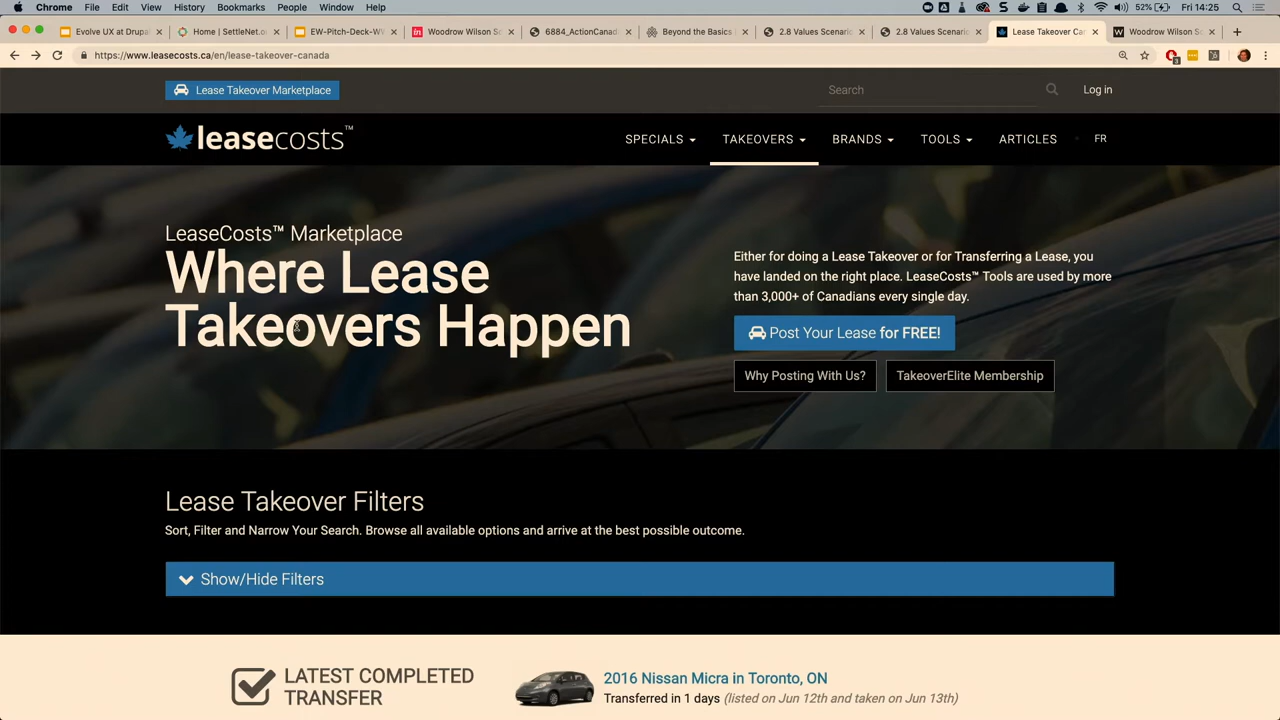 Chrome File Edit View History Bookmarks People Window Help 52% Fri 14:25
Evolve UX at Drupal Home | SettleNet.o EW-Pitch-Deck-WV Woodrow Wilson S 6884_ActionCanad Beyond the Basics 2.8 Values Scenario 2.8 Values Scenari Lease Takeover Can Woodrow Wilson Sc
https://www.leasecosts.ca/en/lease-takeover-canada
Lease Takeover Marketplace Search Log in
leasecosts™ SPECIALS TAKEOVERS BRANDS TOOLS ARTICLES FR
LeaseCosts™ Marketplace
Where Lease
Takeovers Happen
Either for doing a Lease Takeover or for Transferring a Lease, you
have landed on the right place. LeaseCosts™ Tools are used by more
than 3,000+ of Canadians every single day.
Post Your Lease for FREE!
Why Posting With Us? TakeoverElite Membership
Lease Takeover Filters
Sort, Filter and Narrow Your Search. Browse all available options and arrive at the best possible outcome.
Show/Hide Filters
LATEST COMPLETED
TRANSFER
2016 Nissan Micra in Toronto, ON
Transferred in 1 days (listed on Jun 12th and taken on Jun 13th)